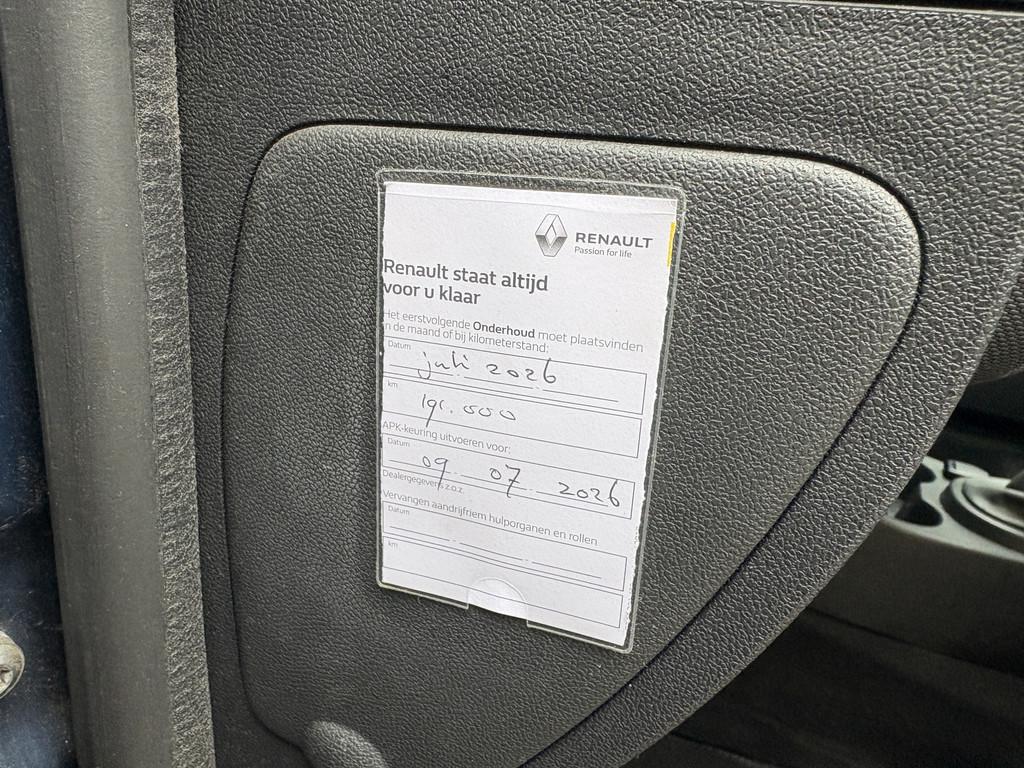 RENAULT
Passion for life
Renault staat altijd
voor u klaar
Het eerstvolgende Onderhoud moet plaatsvinden
in de maand of bij kilometerstand:
Datum
juli 2026
km
191.000
APK-keuring uitvoeren voor:
Datum
09 07 2026
Dealergegevens z.o.z.
Vervangen aandrijfriem hulporganen en rollen
Datum
km